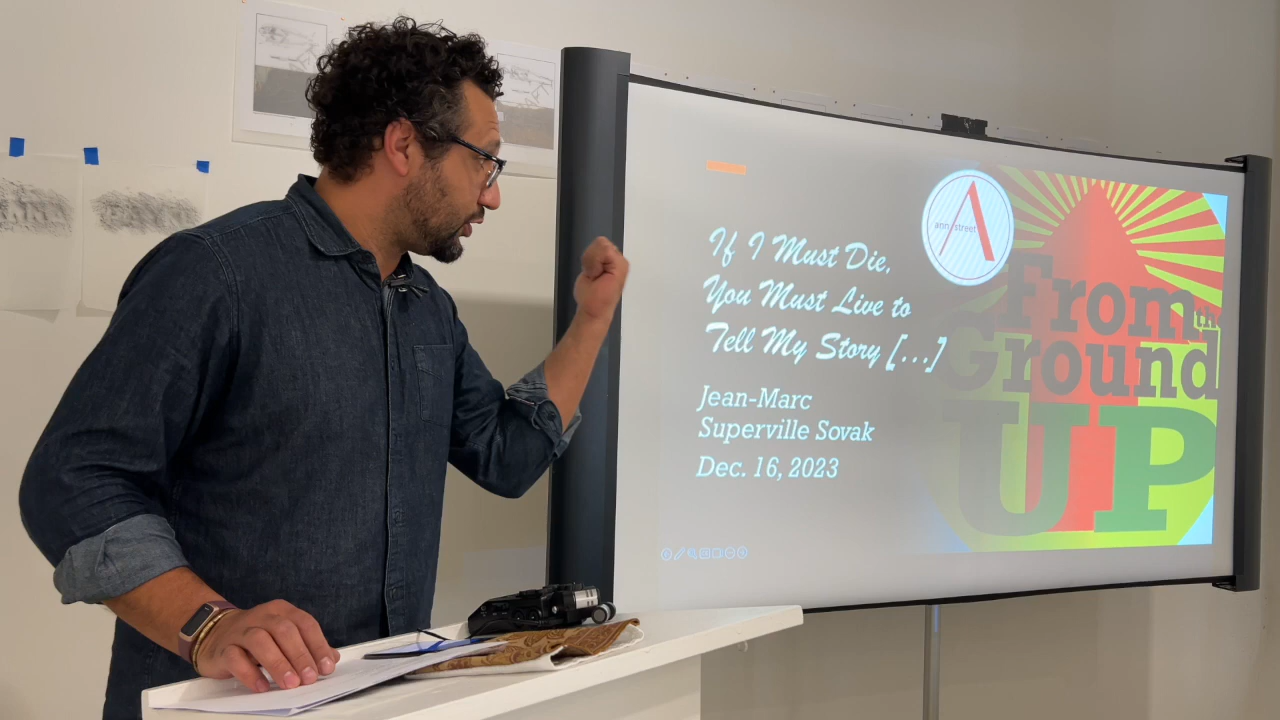 If I Must Die,
You Must Live to
Tell My Story [...]
Jean-Marc
Superville Sovak
Dec. 16, 2023
ann street
A
From the
Ground
UP